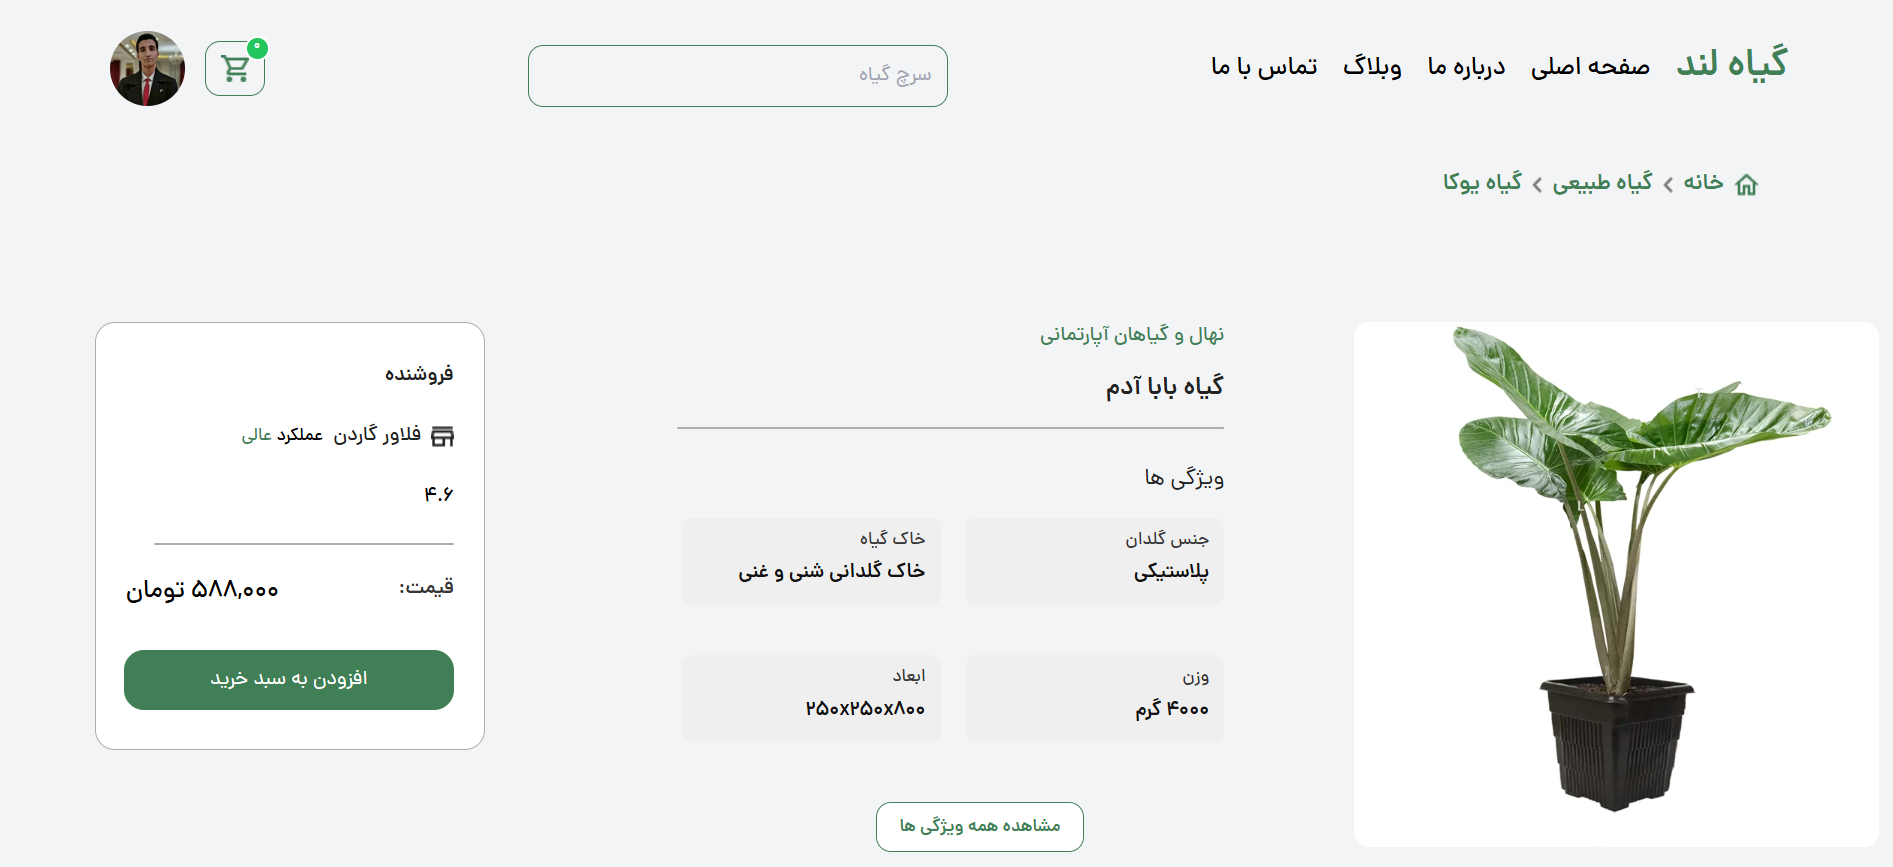 گیاه لند
صفحه اصلی
درباره ما
وبلاگ
تماس با ما
سرچ گیاه
۰
خانه
گیاه طبیعی
گیاه یوکا
نهال و گیاهان آپارتمانی
گیاه بابا آدم
ویژگی ها
جنس گلدان
پلاستیکی
خاک گیاه
خاک گلدانی شنی و غنی
وزن
۴۰۰۰ گرم
ابعاد
۲۵۰x۲۵۰x۸۰۰
مشاهده همه ویژگی ها
فروشنده
فلاور گاردن عملکرد عالی
۴.۶
قیمت: ۵۸۸,۰۰۰ تومان
افزودن به سبد خرید